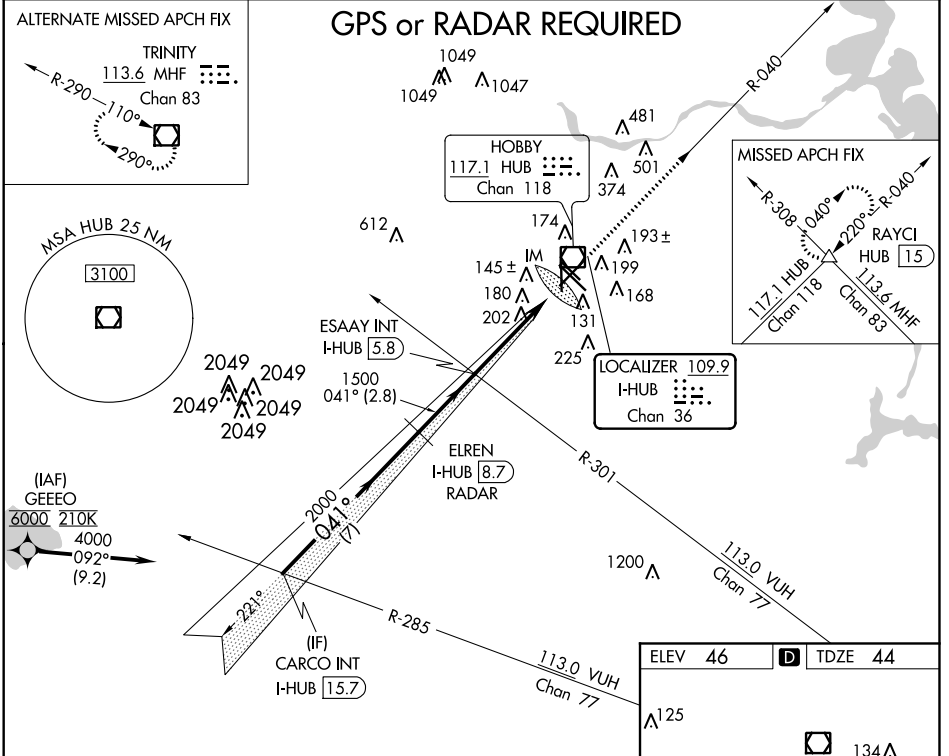 GPS or RADAR REQUIRED
ALTERNATE MISSED APCH FIX
TRINITY
113.6 MHF
Chan 83
R-290
110°
290°
1049
1049
1047
481
501
374
R-040
HOBBY
117.1 HUB
Chan 118
MISSED APCH FIX
R-308
040°
R-040
220°
RAYCI
HUB 15
117.1 HUB
Chan 118
113.6 MHF
Chan 83
MSA HUB 25 NM
3100
612
174
193 ±
199
168
IM
145 ±
180
202
131
225
ESAAY INT
I-HUB 5.8
1500
041° (2.8)
LOCALIZER 109.9
I-HUB
Chan 36
2049
2049
2049
2049
2049
ELREN
I-HUB 8.7
RADAR
R-301
(IAF)
GEEEO
6000 210K
4000
092°
(9.2)
2000
041°
(7)
1200
113.0 VUH
Chan 77
221°
R-285
(IF)
CARCO INT
I-HUB 15.7
113.0 VUH
Chan 77
ELEV 46
D
TDZE 44
125
134